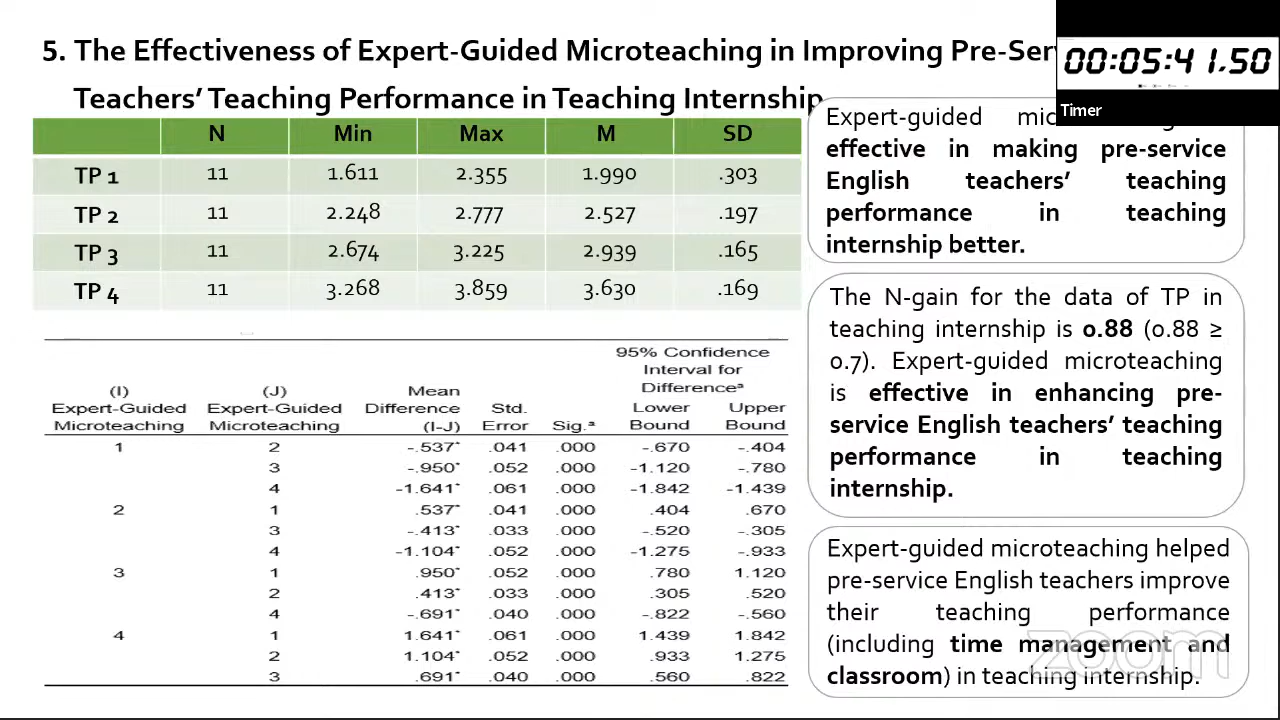 5. The Effectiveness of Expert-Guided Microteaching in Improving Pre-
Teachers' Teaching Performance in Teaching Internship
00:05:41.50
Timer
N Min Max M SD
TP 1 11 1.611 2.355 1.990 .303
TP 2 11 2.248 2.777 2.527 .197
TP 3 11 2.674 3.225 2.939 .165
TP 4 11 3.268 3.859 3.630 .169
95% Confidence
Interval for
Differenceª
(I) (J) Mean
Expert-Guided Expert-Guided Difference Std. Lower Upper
Microteaching Microteaching (I-J) Error Sig.ª Bound Bound
1 2 -.537* .041 .000 -.670 -.404
3 -.950* .052 .000 -1.120 -.780
4 -1.641* .061 .000 -1.842 -1.439
2 1 .537* .041 .000 .404 .670
3 -.413* .033 .000 -.520 -.305
4 -1.104* .052 .000 -1.275 -.933
3 1 .950* .052 .000 .780 1.120
2 .413* .033 .000 .305 .520
4 -.691* .040 .000 -.822 -.560
4 1 1.641* .061 .000 1.439 1.842
2 1.104* .052 .000 .933 1.275
3 .691* .040 .000 .560 .822
Expert-guided
effective in making pre-service
English teachers' teaching
performance in teaching
internship better.
The N-gain for the data of TP in
teaching internship is 0.88 (0.88 ≥
0.7). Expert-guided microteaching
is effective in enhancing pre-
service English teachers' teaching
performance in teaching
internship.
Expert-guided microteaching helped
pre-service English teachers improve
their teaching performance
(including time management and
classroom) in teaching internship.
zoom